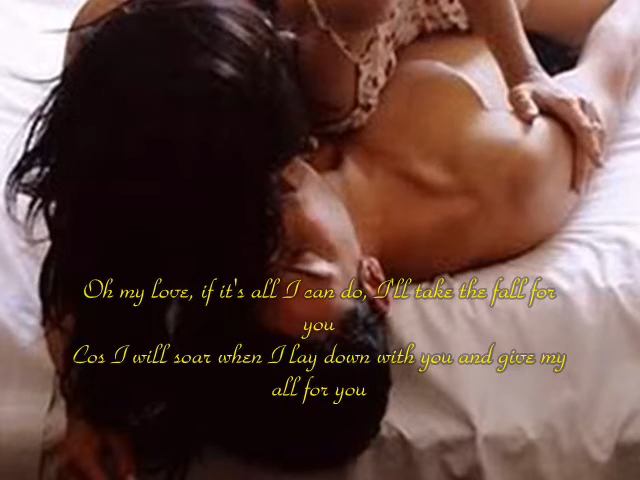 Oh my love, if it's all I can do, I'll take the fall for
you
Cos I will soar when I lay down with you and give my
all for you